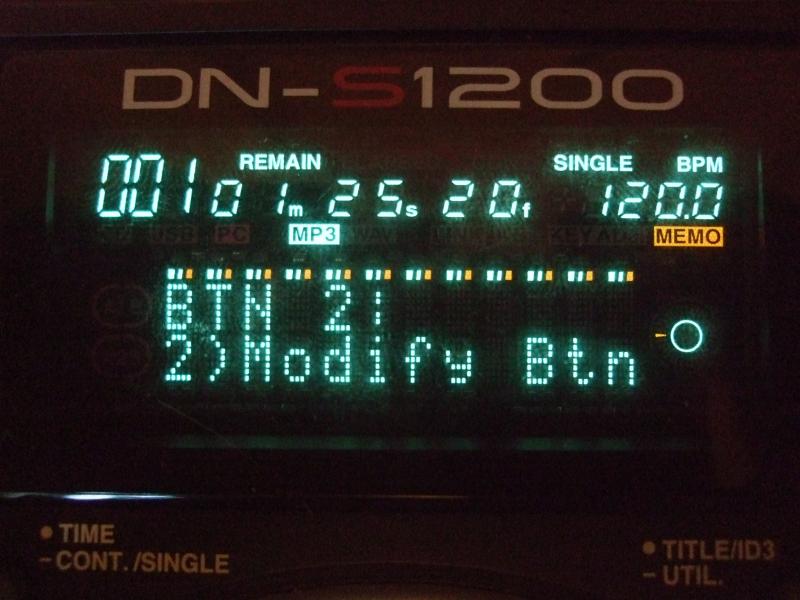 DN-S1200
REMAIN SINGLE BPM
001 01m 25s 20f 120.0
MP3 MEMO
BTN 2:
2)Modify Btn
• TIME
– CONT./SINGLE
• TITLE/ID3
– UTIL.